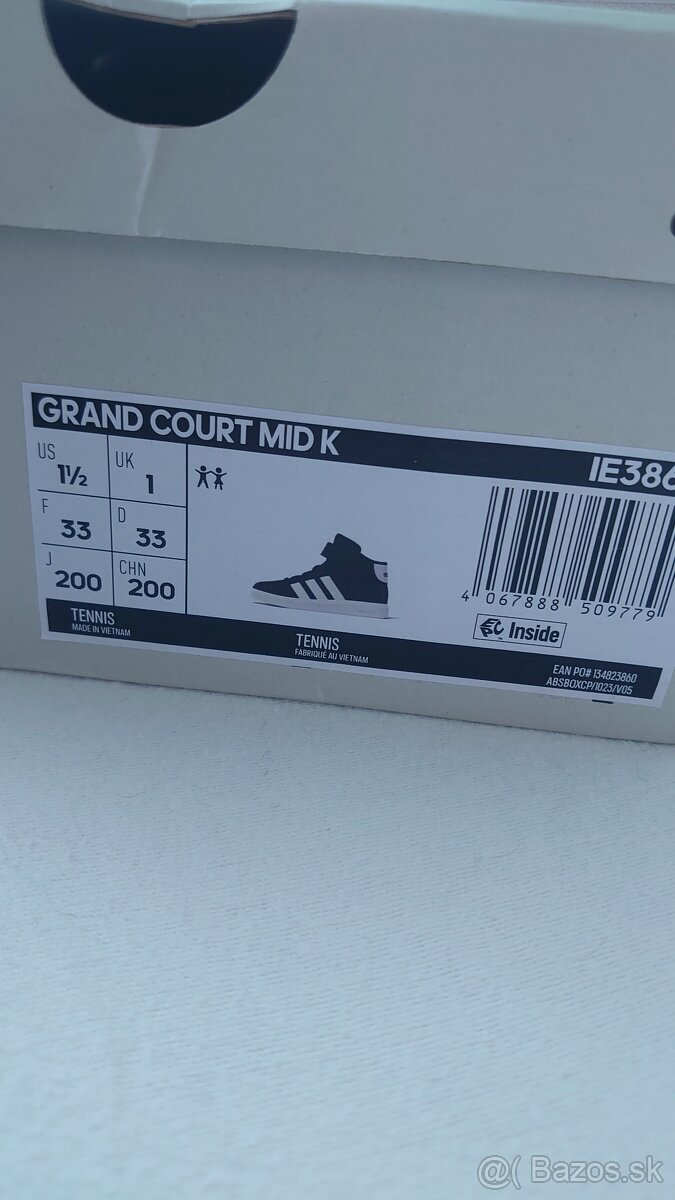 GRAND COURT MID K
IE386
US 1½ UK 1
F 33 D 33
J 200 CHN 200
4 067888 509779
Inside
TENNIS
MADE IN VIETNAM
TENNIS
FABRIQUÉ AU VIETNAM
EAN PO# 134823860
ABSBOXCP/1023/V05
@( Bazos.sk